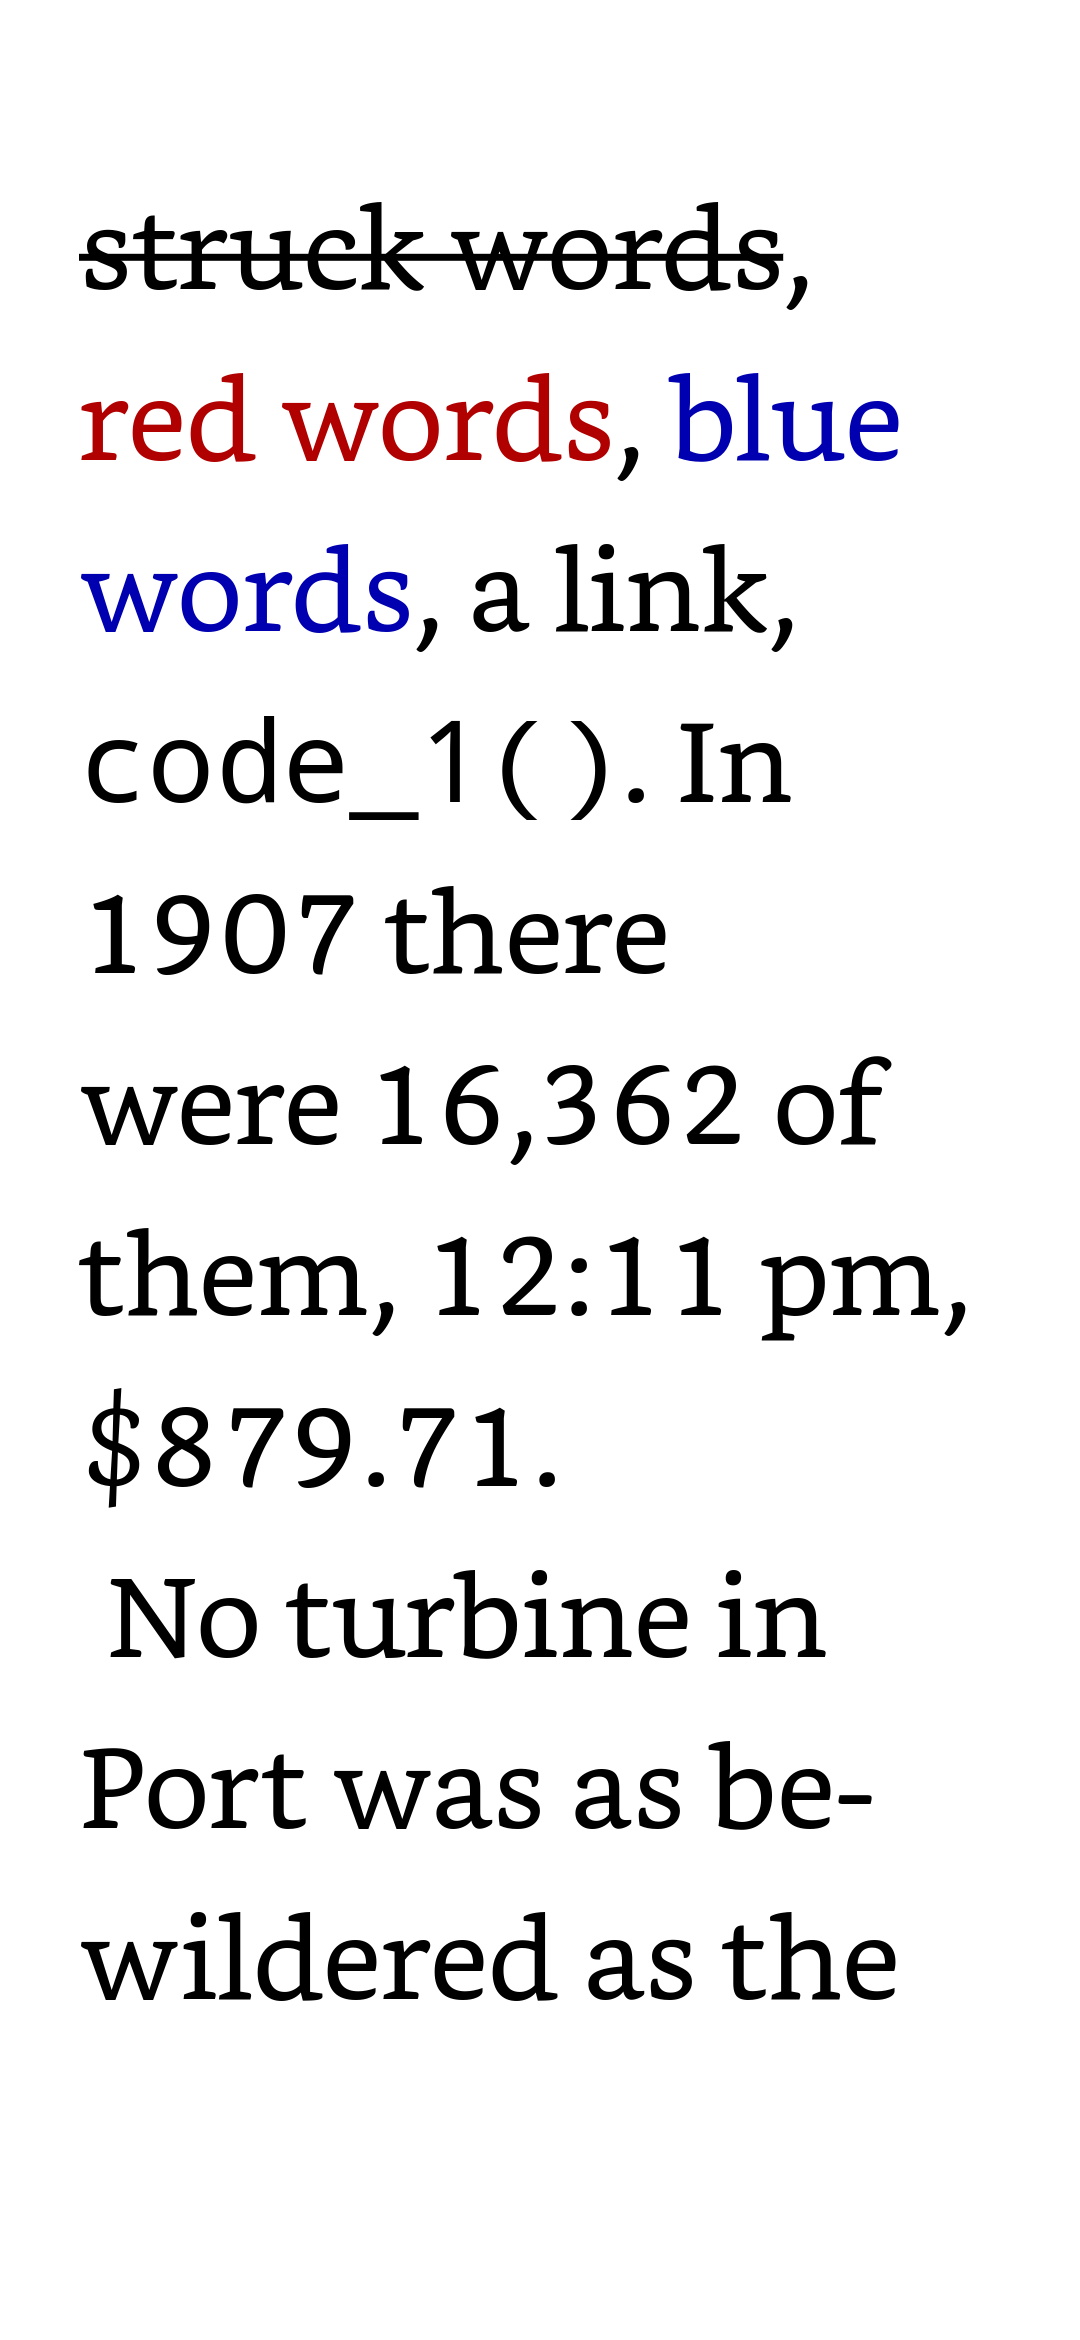 struck words,
red words, blue
words, a link,
code_1(). In
1907 there
were 16,362 of
them, 12:11 pm,
$879.71.
No turbine in
Port was as be-
wildered as the